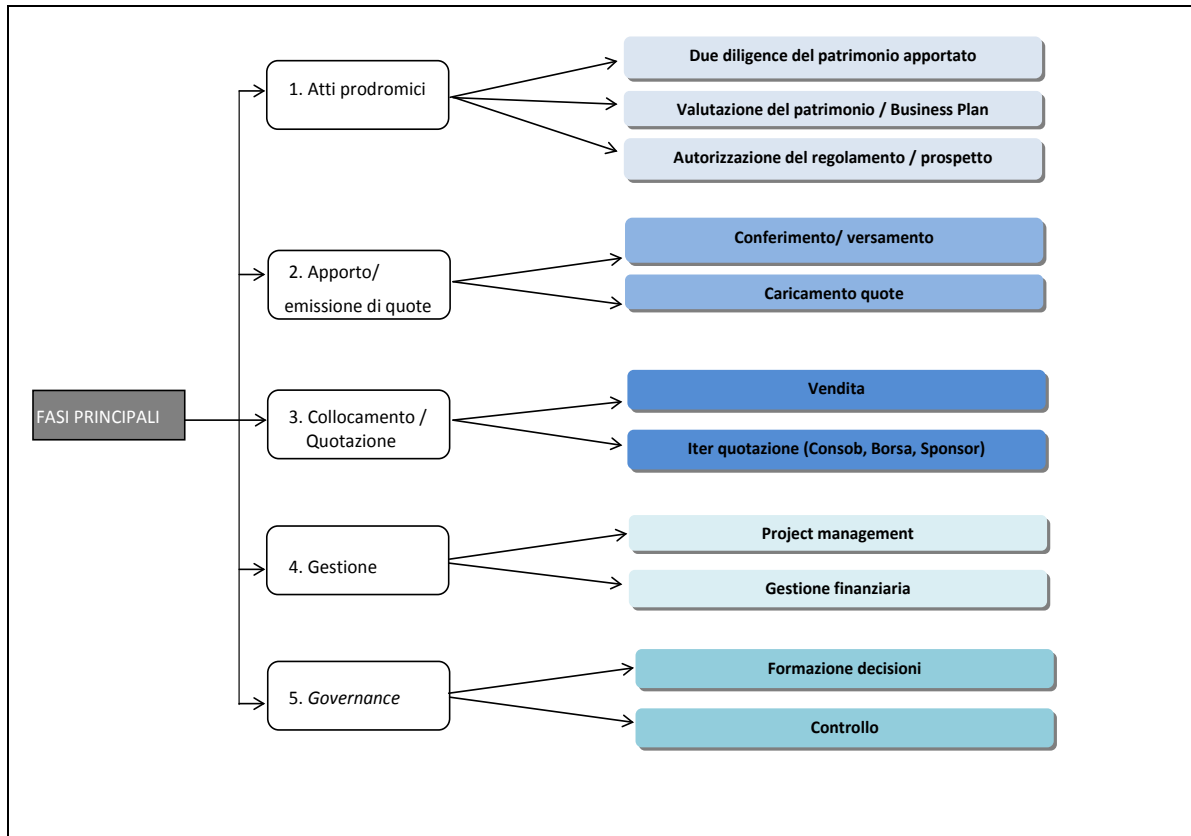 FASI PRINCIPALI
1. Atti prodromici
Due diligence del patrimonio apportato
Valutazione del patrimonio / Business Plan
Autorizzazione del regolamento / prospetto
2. Apporto/
emissione di quote
Conferimento/ versamento
Caricamento quote
3. Collocamento /
Quotazione
Vendita
Iter quotazione (Consob, Borsa, Sponsor)
4. Gestione
Project management
Gestione finanziaria
5. Governance
Formazione decisioni
Controllo